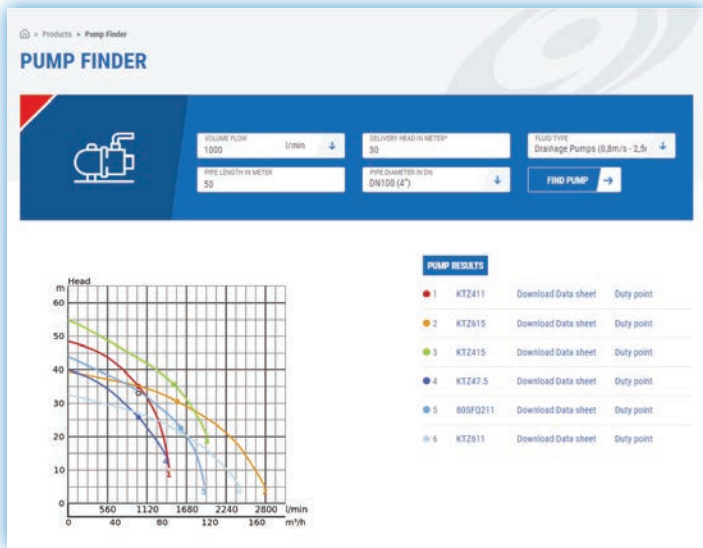 > Products > Pump Finder
PUMP FINDER
VOLUME FLOW
1000 l/min
DELIVERY HEAD IN METER*
30
FLUID TYPE
Drainage Pumps (0,8m/s - 2,5
PIPE LENGTH IN METER
50
PIPE DIAMETER IN DN
DN100 (4")
FIND PUMP
PUMP RESULTS
1 KTZ411 Download Data sheet Duty point
2 KTZ615 Download Data sheet Duty point
3 KTZ415 Download Data sheet Duty point
4 KTZ47.5 Download Data sheet Duty point
5 80SFQ211 Download Data sheet Duty point
6 KTZ611 Download Data sheet Duty point
Head
m
60
50
40
30
20
10
0
560 1120 1680 2240 2800 l/min
0 40 80 120 160 m³/h
1